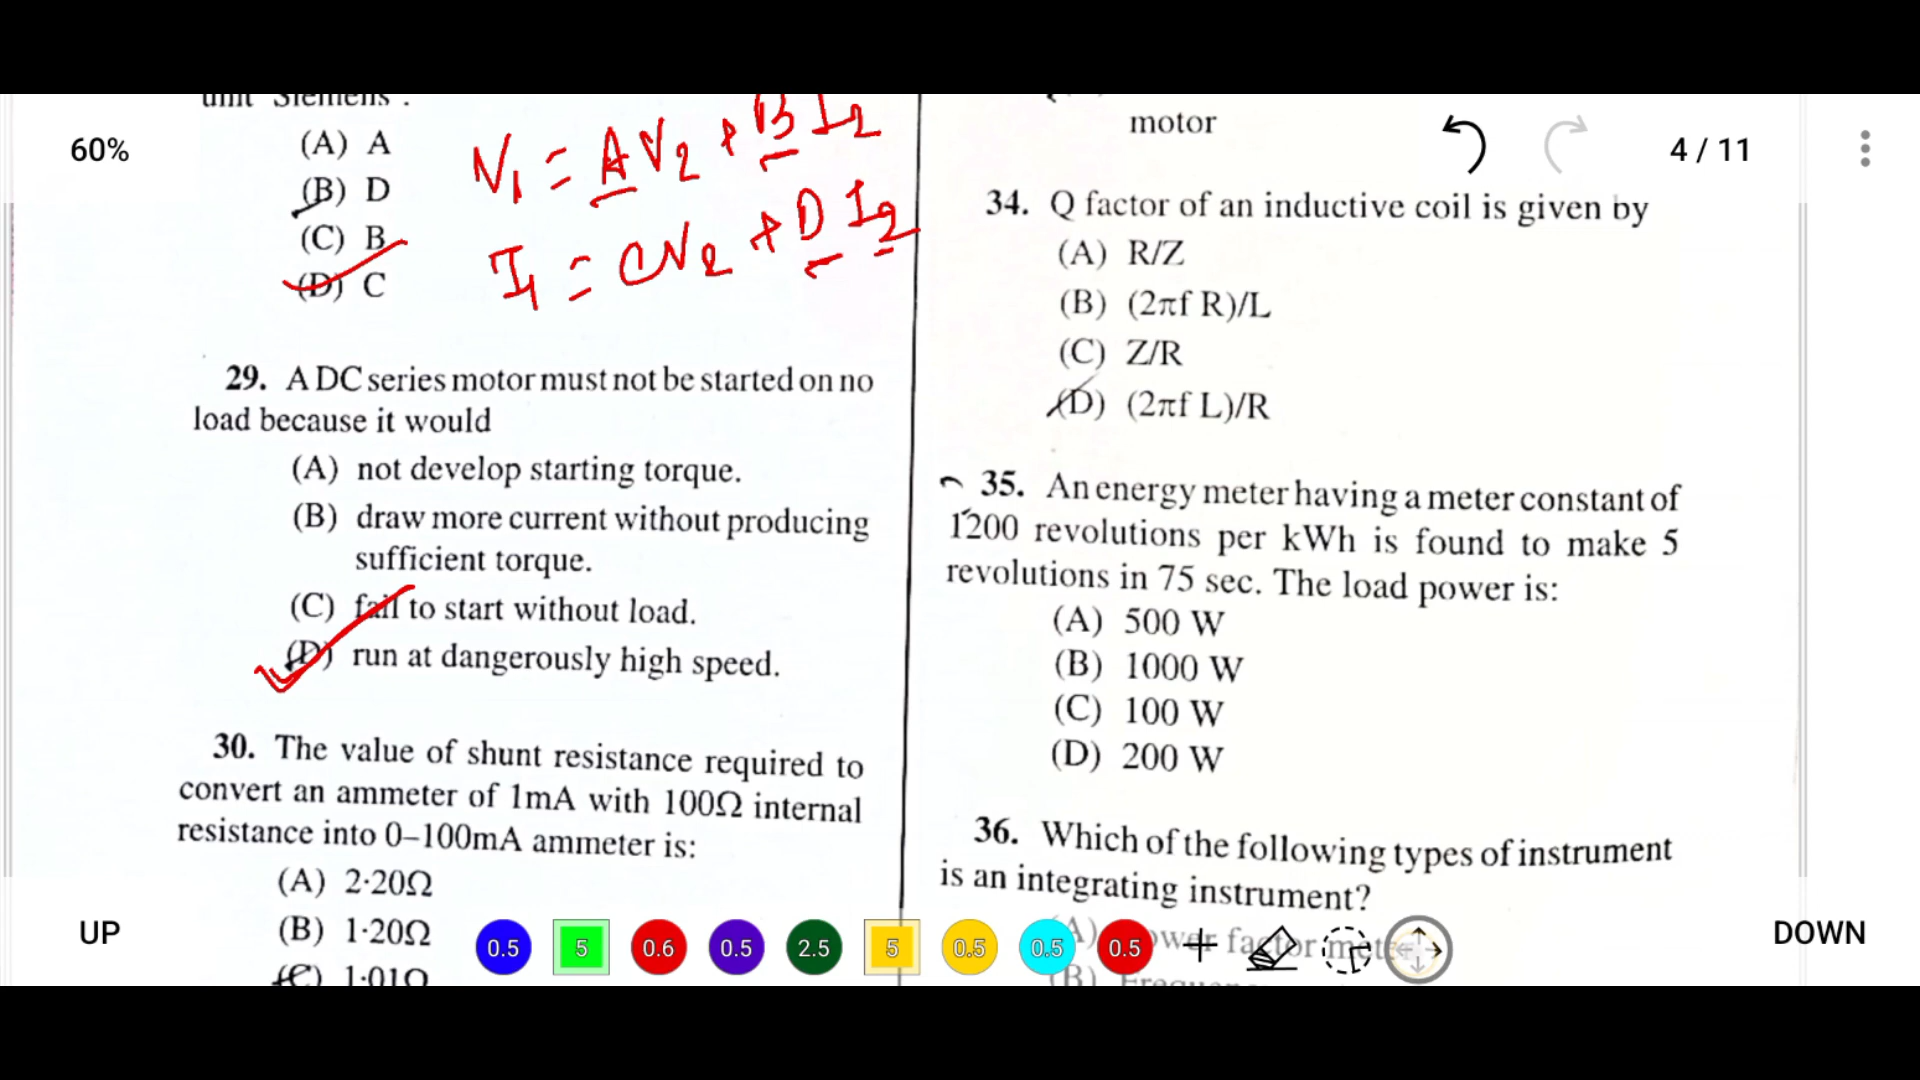 60%
4 / 11
unit Siemens .
(A) A
(B) D
(C) B
(D) C
V₁ = AV₂ + BI₂
I₁ = CV₂ + DI₂
29. A DC series motor must not be started on no
load because it would
(A) not develop starting torque.
(B) draw more current without producing
sufficient torque.
(C) fail to start without load.
(D) run at dangerously high speed.
30. The value of shunt resistance required to
convert an ammeter of 1mA with 100Ω internal
resistance into 0–100mA ammeter is:
(A) 2·20Ω
(B) 1·20Ω
(C) 1·01Ω
motor
34. Q factor of an inductive coil is given by
(A) R/Z
(B) (2πf R)/L
(C) Z/R
(D) (2πf L)/R
35. An energy meter having a meter constant of
1200 revolutions per kWh is found to make 5
revolutions in 75 sec. The load power is:
(A) 500 W
(B) 1000 W
(C) 100 W
(D) 200 W
36. Which of the following types of instrument
is an integrating instrument?
(A) Power factor meter
(B)
UP
0.5 5 0.6 0.5 2.5 5 0.5 0.5 0.5
DOWN